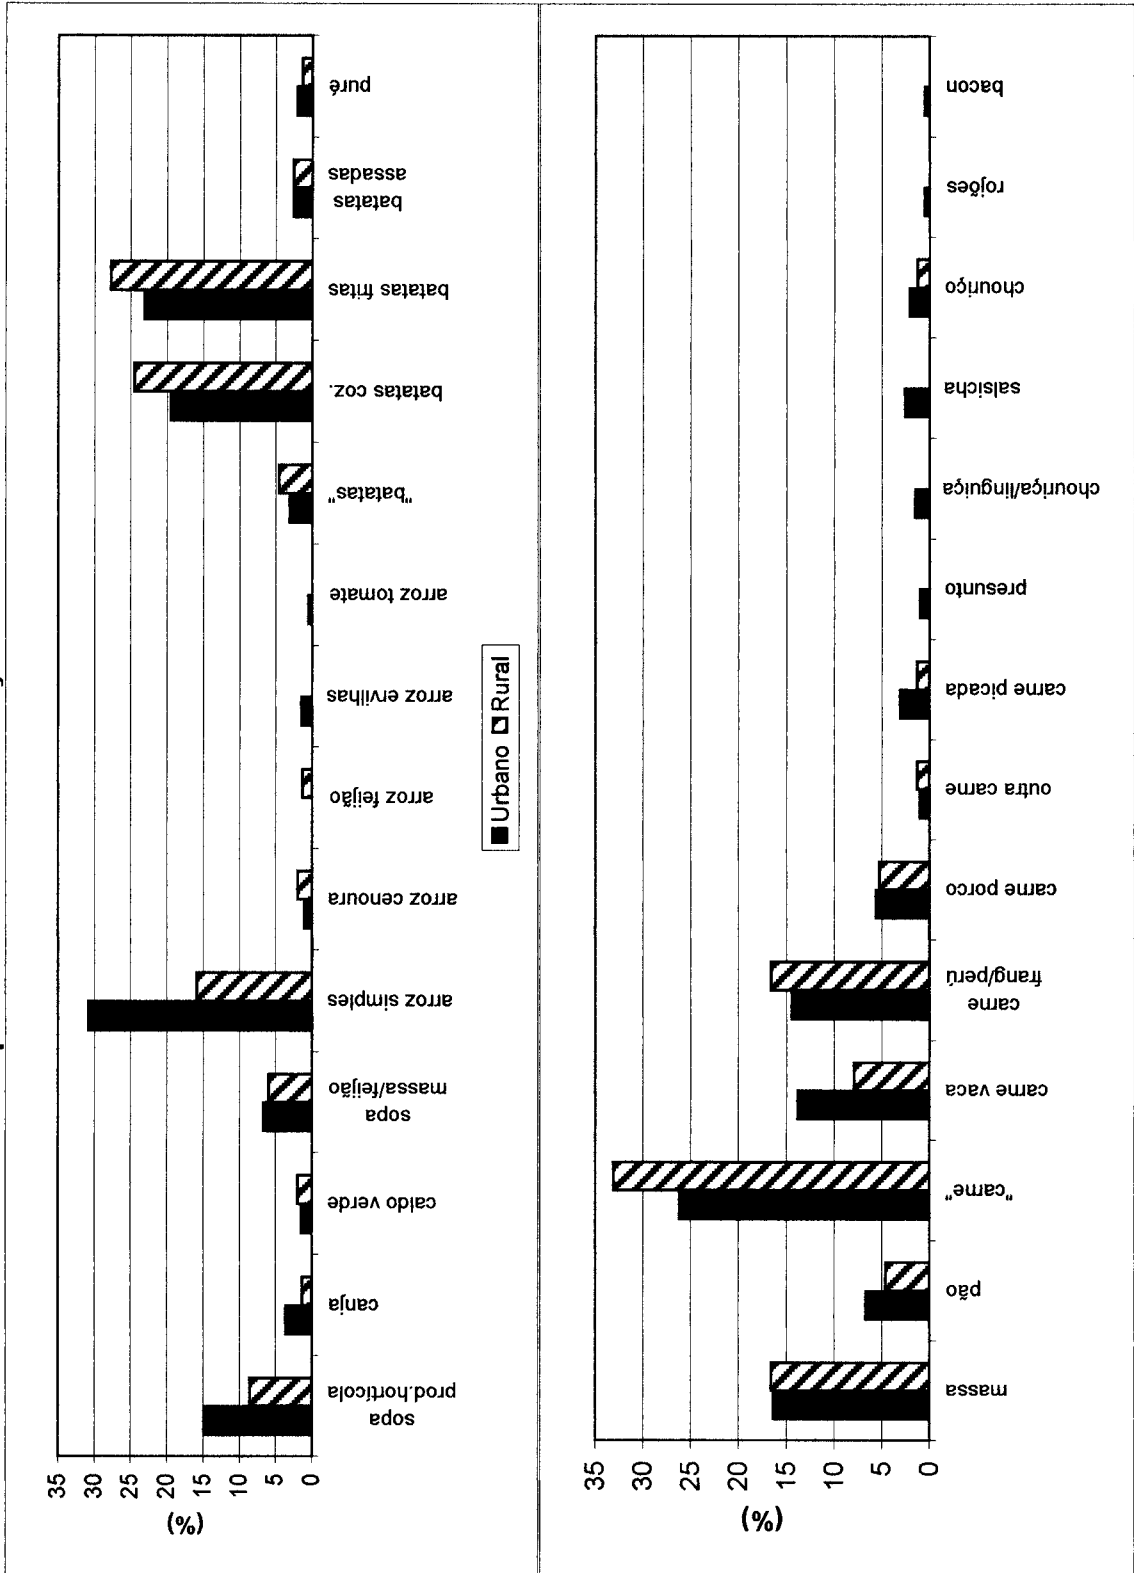 (%)
35
30
25
20
15
10
5
0
sopa
prod.hortícola
canja
caldo verde
sopa
massa/feijão
arroz simples
arroz cenoura
arroz feijão
arroz ervilhas
arroz tomate
"batatas"
batatas coz.
batatas fritas
batatas
assadas
puré
Urbano Rural
(%)
35
30
25
20
15
10
5
0
massa
pão
"carne"
carne vaca
carne
frang/perú
carne porco
outra carne
carne picada
presunto
chouriça/linguiça
salsicha
chouriço
rojões
bacon